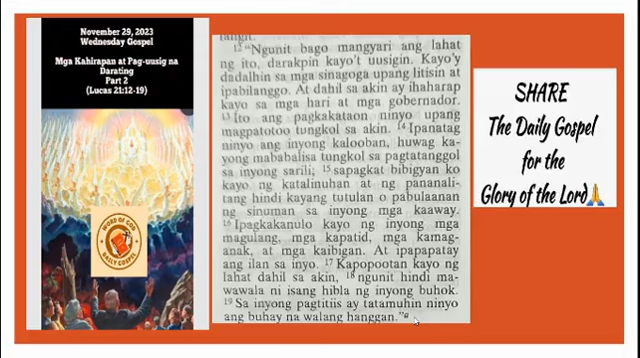 November 29, 2023
Wednesday Gospel
Mga Kahirapan at Pag-uusig na
Darating
Part 2
(Lucas 21:12-19)
WORD OF GOD
DAILY GOSPEL
langit.
12 "Ngunit bago mangyari ang lahat
ng ito, darakpin kayo't uusigin. Kayo'y
dadalhin sa mga sinagoga upang litisin at
ipabilanggo. At dahil sa akin ay ihaharap
kayo sa mga hari at mga gobernador.
13 Ito ang pagkakataon ninyo upang
magpatotoo tungkol sa akin. 14 Ipanatag
ninyo ang inyong kalooban, huwag ka-
yong mababalisa tungkol sa pagtatanggol
sa inyong sarili; 15 sapagkat bibigyan ko
kayo ng katalinuhan at ng pananali-
tang hindi kayang tutulan o pabulaanan
ng sinuman sa inyong mga kaaway.
16 Ipagkakanulo kayo ng inyong mga
magulang, mga kapatid, mga kamag-
anak, at mga kaibigan. At ipapapatay
ang ilan sa inyo. 17 Kapopootan kayo ng
lahat dahil sa akin, 18 ngunit hindi ma-
wawala ni isang hibla ng inyong buhok.
19 Sa inyong pagtitiis ay tatamuhin ninyo
ang buhay na walang hanggan."a
SHARE
The Daily Gospel
for the
Glory of the Lord🙏